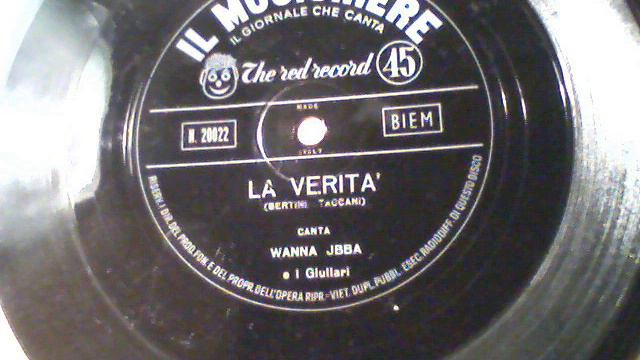 IL MUSICHIERE
IL GIORNALE CHE CANTA
The red record 45
MADE
N. 20022
BIEM
ITALY
LA VERITA'
(BERTINI TACCANI)
CANTA
WANNA JBBA
e i Giullari
RISERV. I DIR. DEL PROD. FON. E DEL PROPR. DELL'OPERA RIPR. - VIET. DUPL. PUBBL. ESEC. RADIODIFF. DI QUESTO DISCO